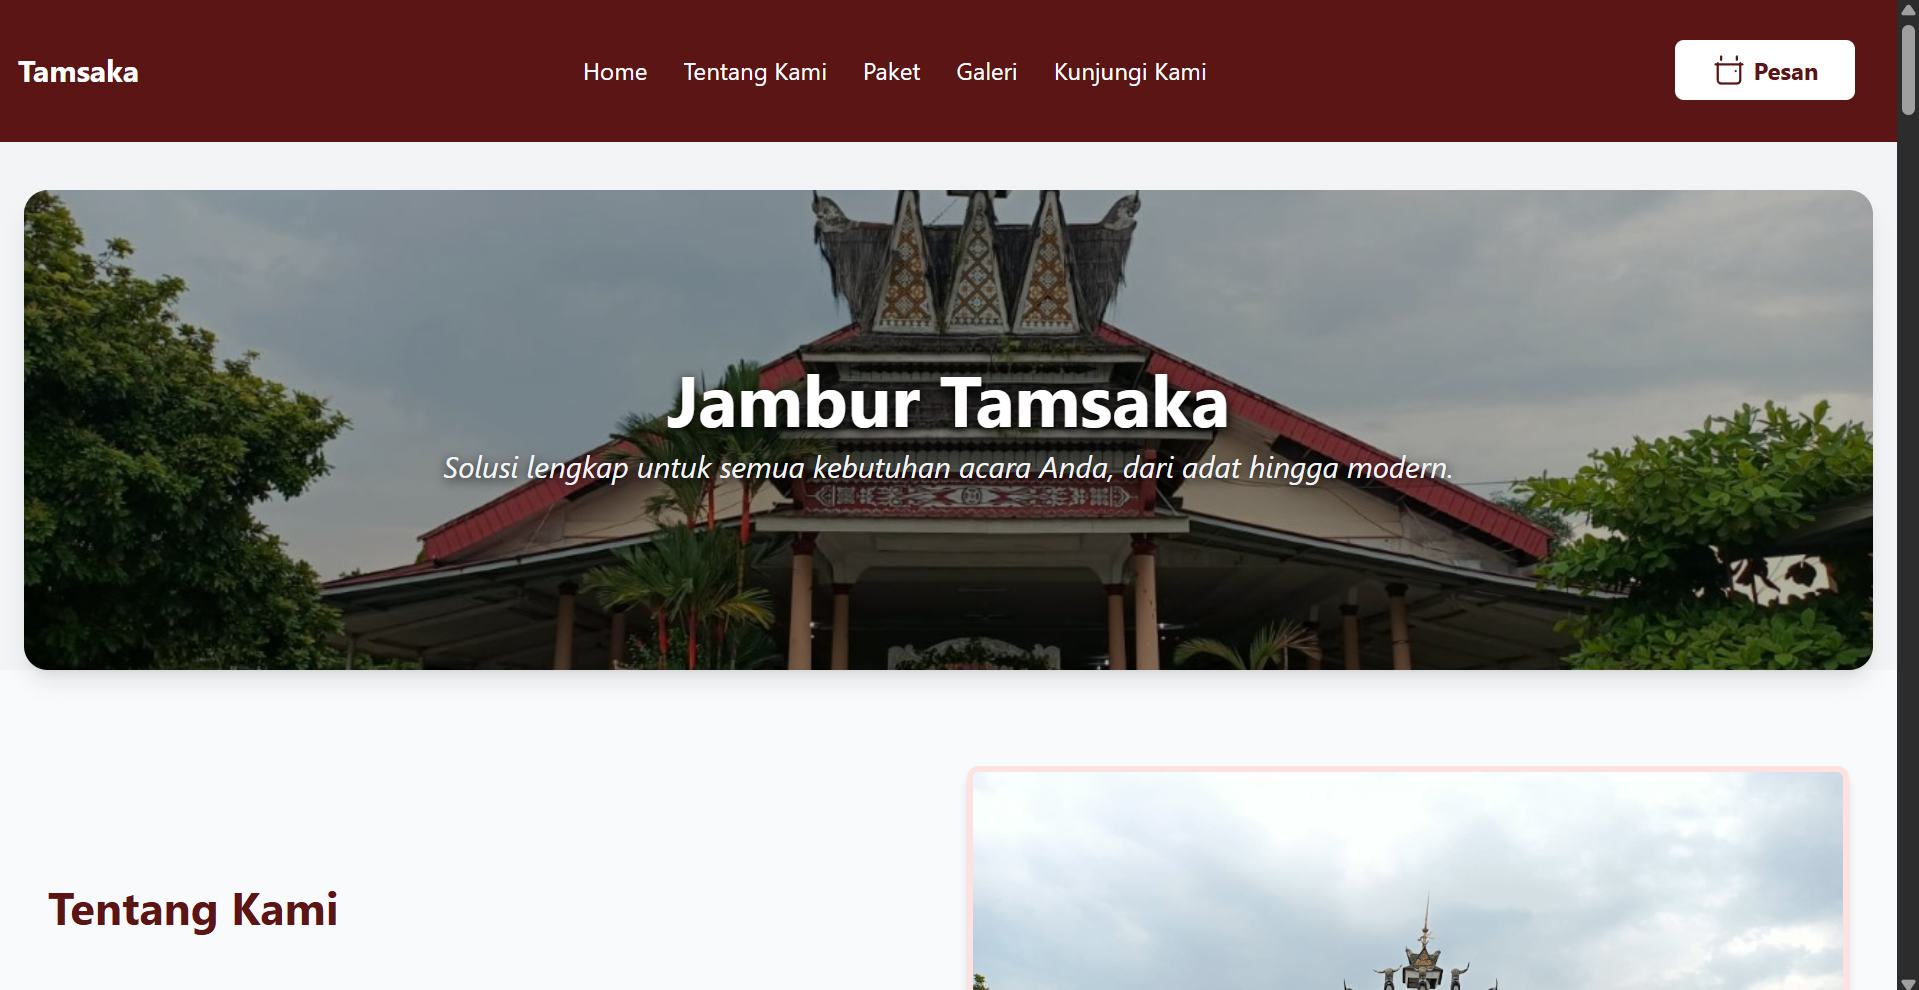 Tamsaka
Home
Tentang Kami
Paket
Galeri
Kunjungi Kami
Pesan
Jambur Tamsaka
Solusi lengkap untuk semua kebutuhan acara Anda, dari adat hingga modern.
Tentang Kami